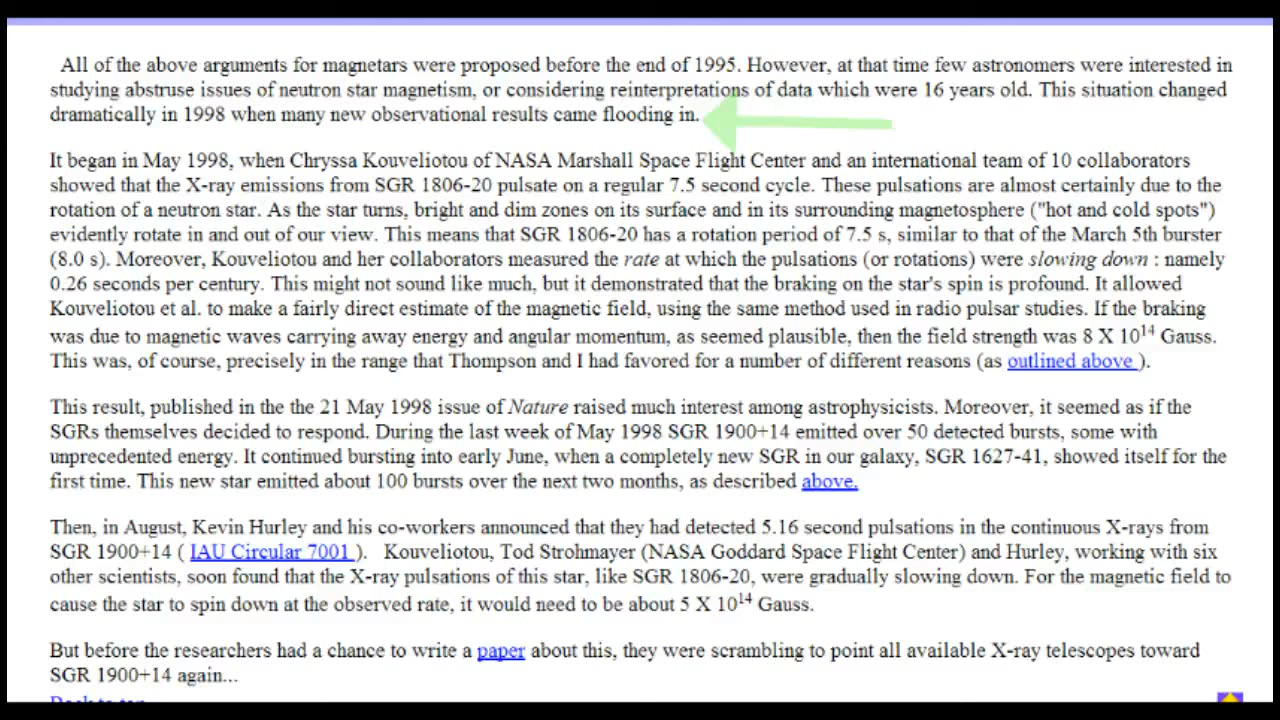 All of the above arguments for magnetars were proposed before the end of 1995. However, at that time few astronomers were interested in
studying abstruse issues of neutron star magnetism, or considering reinterpretations of data which were 16 years old. This situation changed
dramatically in 1998 when many new observational results came flooding in.
It began in May 1998, when Chryssa Kouveliotou of NASA Marshall Space Flight Center and an international team of 10 collaborators
showed that the X-ray emissions from SGR 1806-20 pulsate on a regular 7.5 second cycle. These pulsations are almost certainly due to the
rotation of a neutron star. As the star turns, bright and dim zones on its surface and in its surrounding magnetosphere ("hot and cold spots")
evidently rotate in and out of our view. This means that SGR 1806-20 has a rotation period of 7.5 s, similar to that of the March 5th burster
(8.0 s). Moreover, Kouveliotou and her collaborators measured the rate at which the pulsations (or rotations) were slowing down : namely
0.26 seconds per century. This might not sound like much, but it demonstrated that the braking on the star's spin is profound. It allowed
Kouveliotou et al. to make a fairly direct estimate of the magnetic field, using the same method used in radio pulsar studies. If the braking
was due to magnetic waves carrying away energy and angular momentum, as seemed plausible, then the field strength was 8 X 10¹⁴ Gauss.
This was, of course, precisely in the range that Thompson and I had favored for a number of different reasons (as outlined above ).
This result, published in the the 21 May 1998 issue of Nature raised much interest among astrophysicists. Moreover, it seemed as if the
SGRs themselves decided to respond. During the last week of May 1998 SGR 1900+14 emitted over 50 detected bursts, some with
unprecedented energy. It continued bursting into early June, when a completely new SGR in our galaxy, SGR 1627-41, showed itself for the
first time. This new star emitted about 100 bursts over the next two months, as described above.
Then, in August, Kevin Hurley and his co-workers announced that they had detected 5.16 second pulsations in the continuous X-rays from
SGR 1900+14 ( IAU Circular 7001 ). Kouveliotou, Tod Strohmayer (NASA Goddard Space Flight Center) and Hurley, working with six
other scientists, soon found that the X-ray pulsations of this star, like SGR 1806-20, were gradually slowing down. For the magnetic field to
cause the star to spin down at the observed rate, it would need to be about 5 X 10¹⁴ Gauss.
But before the researchers had a chance to write a paper about this, they were scrambling to point all available X-ray telescopes toward
SGR 1900+14 again...